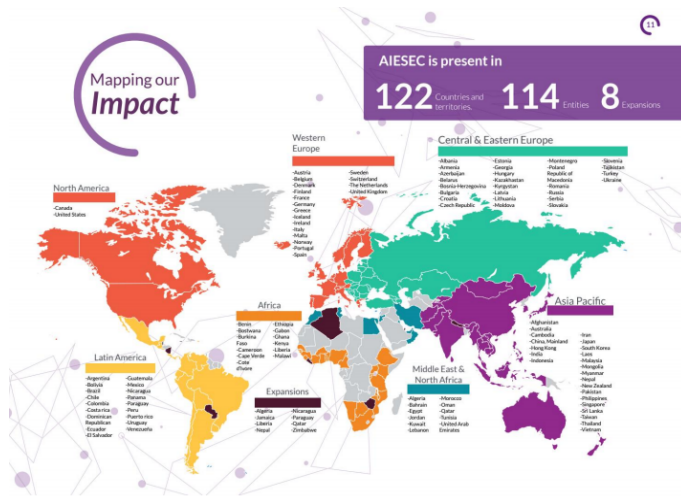 11
Mapping our
Impact
AIESEC is present in
122 Countries and
territories.
114 Entities
8 Expansions
Western
Europe
-Austria
-Belgium
-Denmark
-Finland
-France
-Germany
-Greece
-Iceland
-Ireland
-Italy
-Malta
-Norway
-Portugal
-Spain
-Sweden
-Switzerland
-The Netherlands
-United Kingdom
Central & Eastern Europe
-Albania
-Armenia
-Azerbaijan
-Belarus
-Bosnia-Herzegovina
-Bulgaria
-Croatia
-Czech Republic
-Estonia
-Georgia
-Hungary
-Kazakhastan
-Kyrgystan
-Latvia
-Lithuania
-Moldova
-Montenegro
-Poland
Republic of
Macedonia
-Romania
-Russia
-Serbia
-Slovakia
-Slovenia
-Tajikistan
-Turkey
-Ukraine
North America
-Canada
-United States
Africa
-Benin
-Bostwana
-Burkina
Faso
-Cameroon
-Cape Verde
-Cote
d'Ivore
-Ethiopia
-Gabon
-Ghana
-Kenya
-Liberia
-Malawi
Asia Pacific
-Afghanistan
-Australia
-Cambodia
-China, Mainland
-Hong Kong
-India
-Indonesia
-Iran
-Japan
-South Korea
-Laos
-Malaysia
-Mongolia
-Myanmar
-Nepal
-New Zealand
-Pakistan
-Philippines
-Singapore
-Sri Lanka
-Taiwan
-Thailand
-Vietnam
Latin America
-Argentina
-Bolivia
-Brazil
-Chile
-Colombia
-Costa rica
-Dominican
Republican
-Ecuador
-El Salvador
-Guatemala
-Mexico
-Nicaragua
-Panama
-Paraguay
-Peru
-Puerto rico
-Uruguay
-Venezuela
Expansions
-Algeria
-Jamaica
-Liberia
-Nepal
-Nicaragua
-Paraguay
-Qatar
-Zimbabwe
Middle East &
North Africa
-Algeria
-Bahrain
-Egypt
-Jordan
-Kuwait
-Lebanon
-Morocco
-Oman
-Qatar
-Tunisia
-United Arab
Emirates